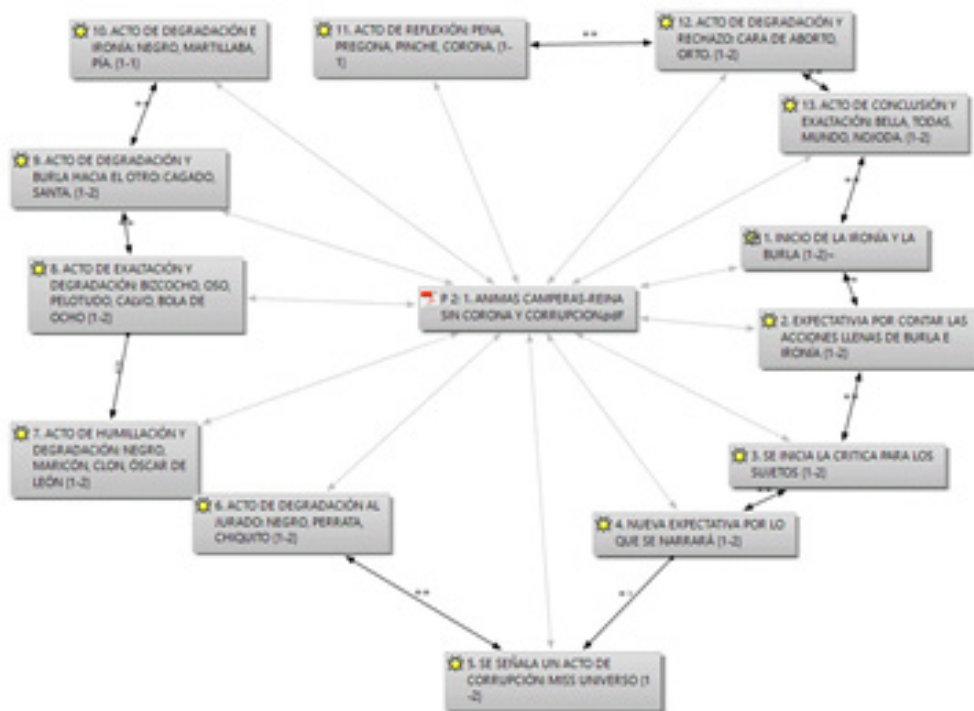 10. ACTO DE DEGRADACIÓN E
IRONÍA: NEGRO, MARTILLABA,
PÍA. {1-1}
11. ACTO DE REFLEXIÓN: PENA,
PREGONA, PINCHE, CORONA. {1-
1}
12. ACTO DE DEGRADACIÓN Y
RECHAZO: CARA DE ABORTO,
ORTO. {1-2}
13. ACTO DE CONCLUSIÓN Y
EXALTACIÓN: BELLA, TODAS,
MUNDO, NOJODA. {1-2}
9. ACTO DE DEGRADACIÓN Y
BURLA HACIA EL OTRO: CAGADO,
SANTA. {1-2}
1. INICIO DE LA IRONÍA Y LA
BURLA {1-2}~
8. ACTO DE EXALTACIÓN Y
DEGRADACIÓN: BIZCOCHO, OSO,
PELOTUDO, CALVO, BOLA DE
OCHO {1-2}
P 2: 1. ANIMAS CAMPERAS-REINA
SIN CORONA Y CORRUPCION.pdf
2. EXPECTATIVIA POR CONTAR LAS
ACCIONES LLENAS DE BURLA E
IRONÍA {1-2}
7. ACTO DE HUMILLACIÓN Y
DEGRADACIÓN: NEGRO,
MARICÓN, CLON, ÓSCAR DE
LEÓN {1-2}
3. SE INICIA LA CRITICA PARA LOS
SUJETOS {1-2}
6. ACTO DE DEGRADACIÓN AL
JURADO: NEGRO, PERRATA,
CHIQUITO {1-2}
4. NUEVA EXPECTATIVA POR LO
QUE SE NARRARÁ {1-2}
5. SE SEÑALA UN ACTO DE
CORRUPCIÓN: MISS UNIVERSO {1
-2}